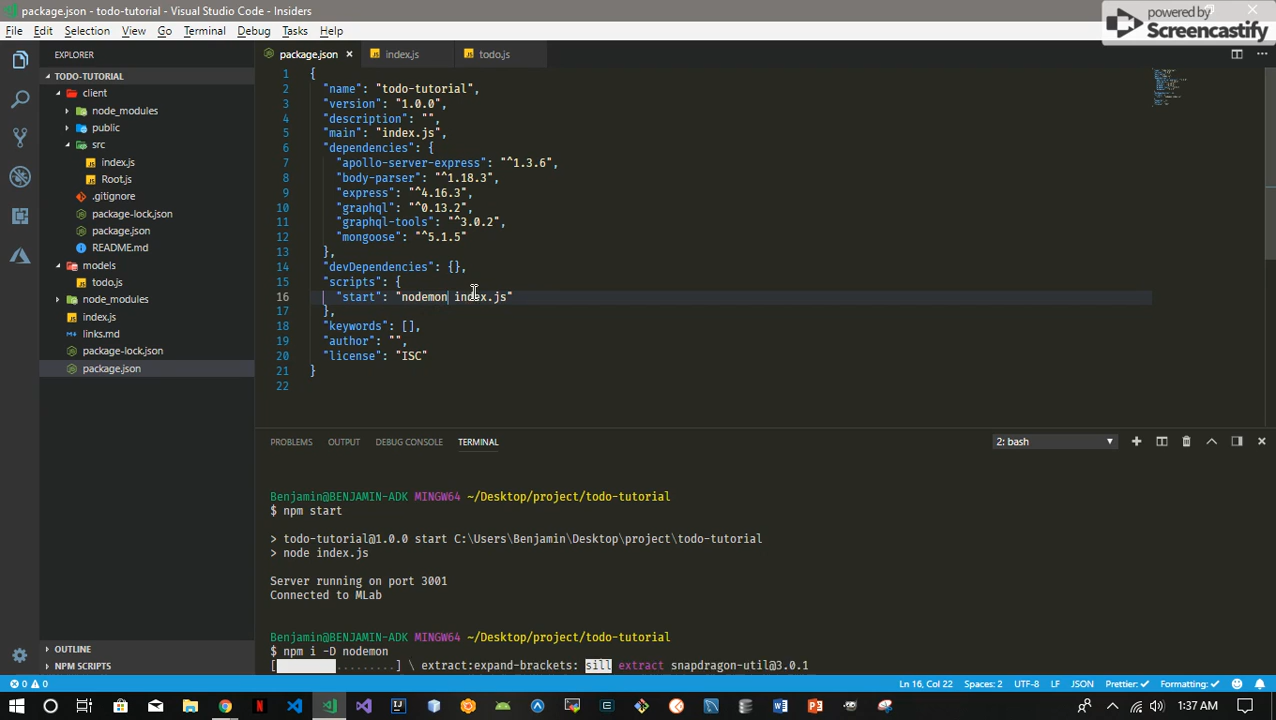 package.json - todo-tutorial - Visual Studio Code - Insiders
powered by
Screencastify
File Edit Selection View Go Terminal Debug Tasks Help
EXPLORER
package.json × index.js todo.js
TODO-TUTORIAL
client
node_modules
public
src
index.js
Root.js
.gitignore
package-lock.json
package.json
README.md
models
todo.js
node_modules
index.js
links.md
package-lock.json
package.json
OUTLINE
NPM SCRIPTS
1 {
2 "name": "todo-tutorial",
3 "version": "1.0.0",
4 "description": "",
5 "main": "index.js",
6 "dependencies": {
7 "apollo-server-express": "^1.3.6",
8 "body-parser": "^1.18.3",
9 "express": "^4.16.3",
10 "graphql": "^0.13.2",
11 "graphql-tools": "^3.0.2",
12 "mongoose": "^5.1.5"
13 },
14 "devDependencies": {},
15 "scripts": {
16 "start": "nodemon index.js"
17 },
18 "keywords": [],
19 "author": "",
20 "license": "ISC"
21 }
22
PROBLEMS OUTPUT DEBUG CONSOLE TERMINAL 2: bash
Benjamin@BENJAMIN-ADK MINGW64 ~/Desktop/project/todo-tutorial
$ npm start
> todo-tutorial@1.0.0 start C:\Users\Benjamin\Desktop\project\todo-tutorial
> node index.js
Server running on port 3001
Connected to MLab
Benjamin@BENJAMIN-ADK MINGW64 ~/Desktop/project/todo-tutorial
$ npm i -D nodemon
[ .........] \ extract:expand-brackets: sill extract snapdragon-util@3.0.1
0 0 Ln 16, Col 22 Spaces: 2 UTF-8 LF JSON Prettier: ✓ Formatting: ✓
1:37 AM